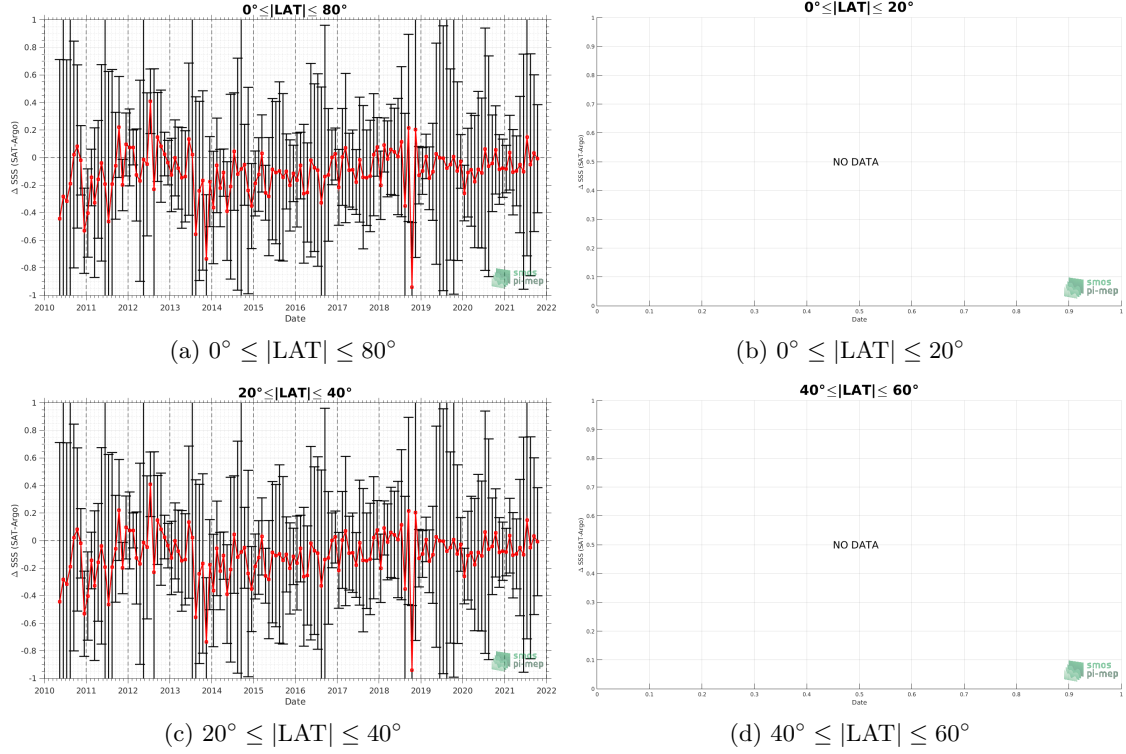 0°≤|LAT|≤ 80°
1
0.8
0.6
0.4
0.2
0
-0.2
-0.4
-0.6
-0.8
-1
Δ SSS (SAT-Argo)
2010 2011 2012 2013 2014 2015 2016 2017 2018 2019 2020 2021 2022
Date
smos
pi-mep
(a) 0° ≤ |LAT| ≤ 80°
0°≤|LAT|≤ 20°
1
0.9
0.8
0.7
0.6
0.5
0.4
0.3
0.2
0.1
0
Δ SSS (SAT-Argo)
NO DATA
0 0.1 0.2 0.3 0.4 0.5 0.6 0.7 0.8 0.9 1
Date
smos
pi-mep
(b) 0° ≤ |LAT| ≤ 20°
20°≤|LAT|≤ 40°
1
0.8
0.6
0.4
0.2
0
-0.2
-0.4
-0.6
-0.8
-1
Δ SSS (SAT-Argo)
2010 2011 2012 2013 2014 2015 2016 2017 2018 2019 2020 2021 2022
Date
smos
pi-mep
(c) 20° ≤ |LAT| ≤ 40°
40°≤|LAT|≤ 60°
1
0.9
0.8
0.7
0.6
0.5
0.4
0.3
0.2
0.1
0
Δ SSS (SAT-Argo)
NO DATA
0 0.1 0.2 0.3 0.4 0.5 0.6 0.7 0.8 0.9 1
Date
smos
pi-mep
(d) 40° ≤ |LAT| ≤ 60°